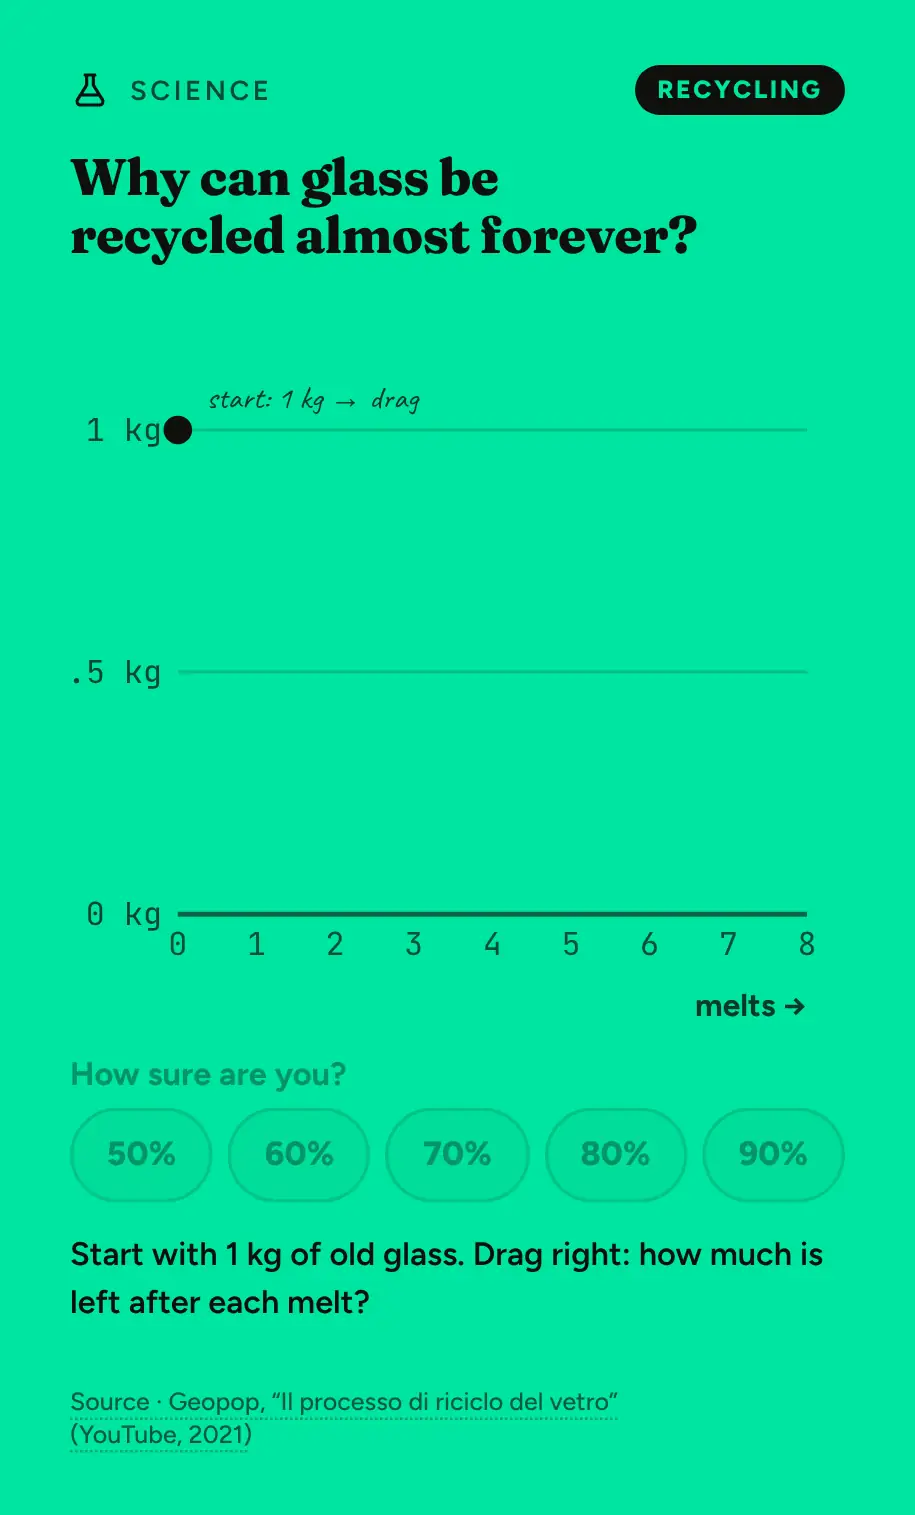 SCIENCE
RECYCLING
Why can glass be
recycled almost forever?
start: 1 kg → drag
1 kg
.5 kg
0 kg
0 1 2 3 4 5 6 7 8
melts →
How sure are you?
50% 60% 70% 80% 90%
Start with 1 kg of old glass. Drag right: how much is
left after each melt?
Source · Geopop, “Il processo di riciclo del vetro”
(YouTube, 2021)